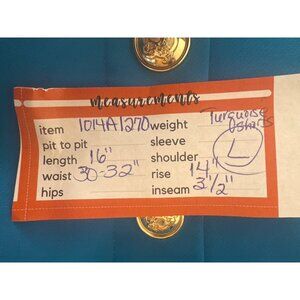 measurements
item 1014A1270 weight Turquoise
pit to pit sleeve Shorts
length 16" shoulder L
waist 30-32" rise 14"
hips inseam 3 1/2"